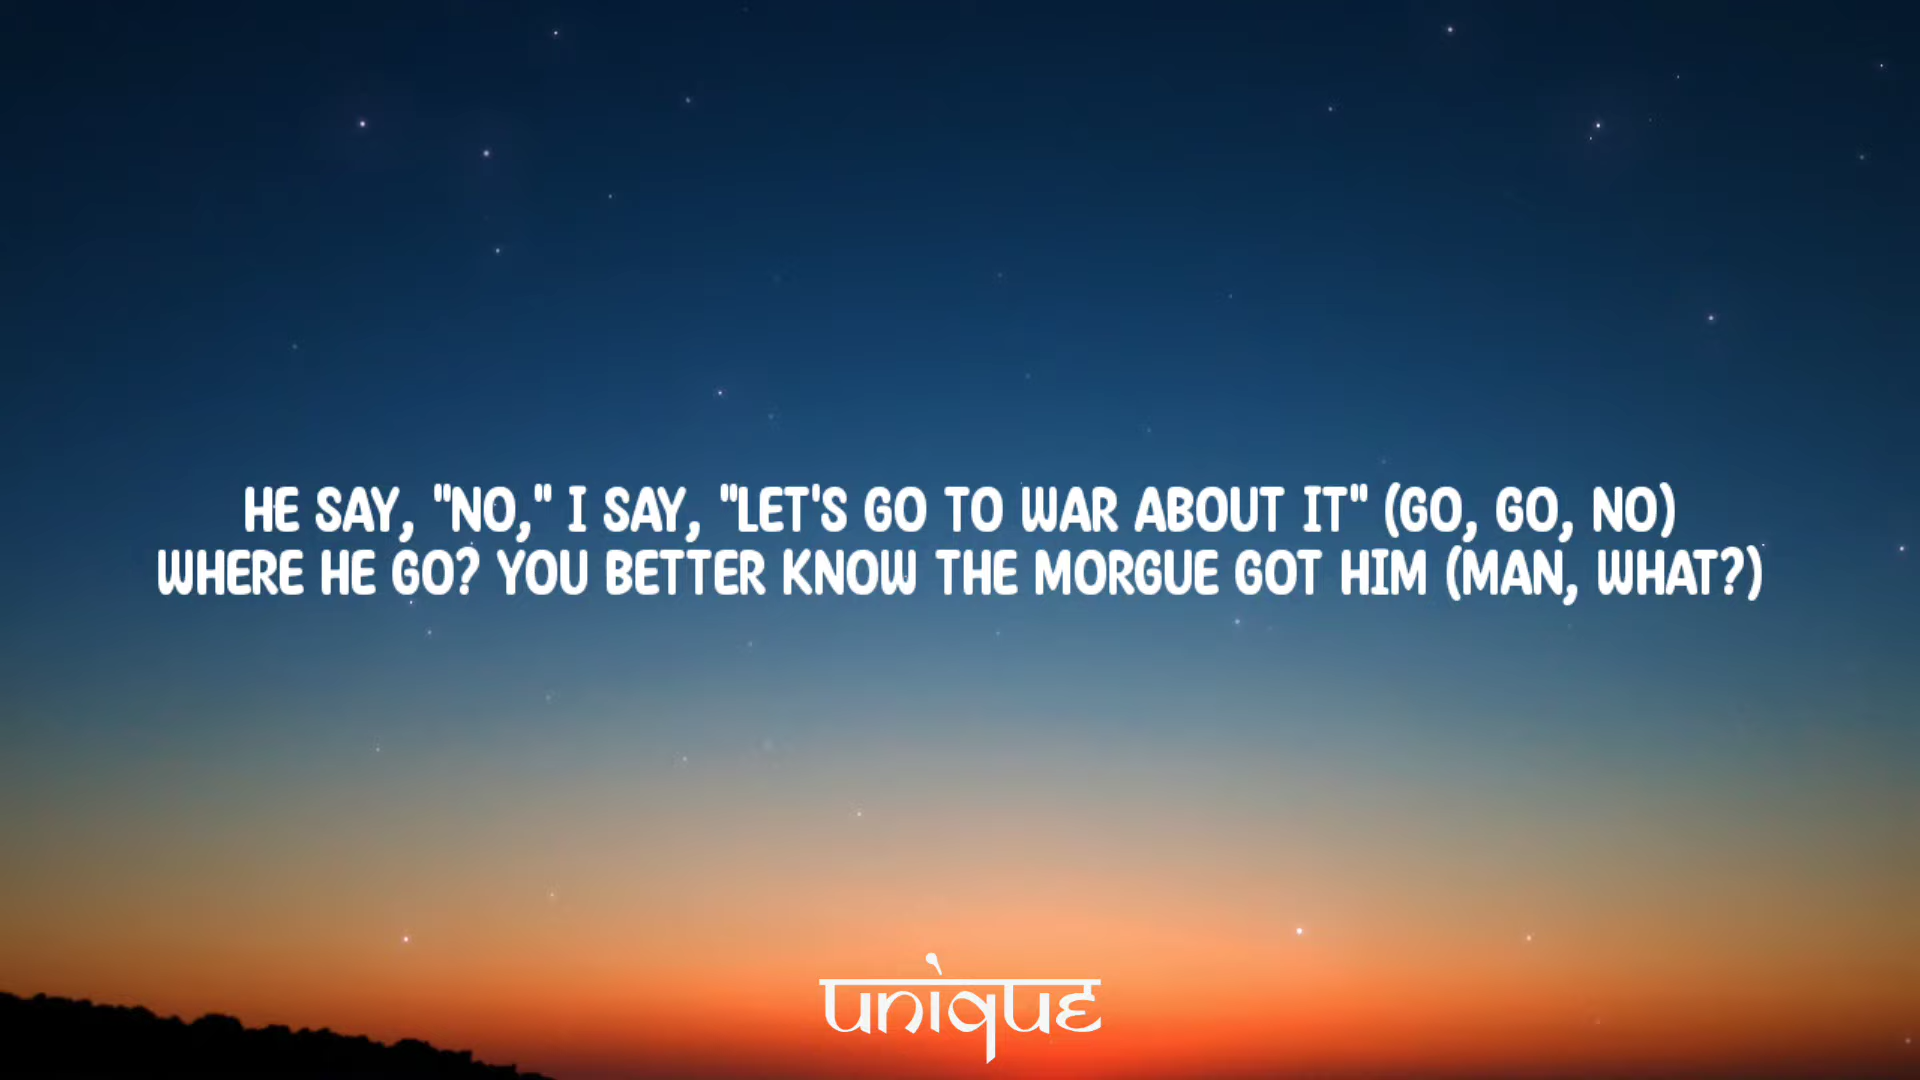 HE SAY, "NO," I SAY, "LET'S GO TO WAR ABOUT IT" (GO, GO, NO)
WHERE HE GO? YOU BETTER KNOW THE MORGUE GOT HIM (MAN, WHAT?)
unique